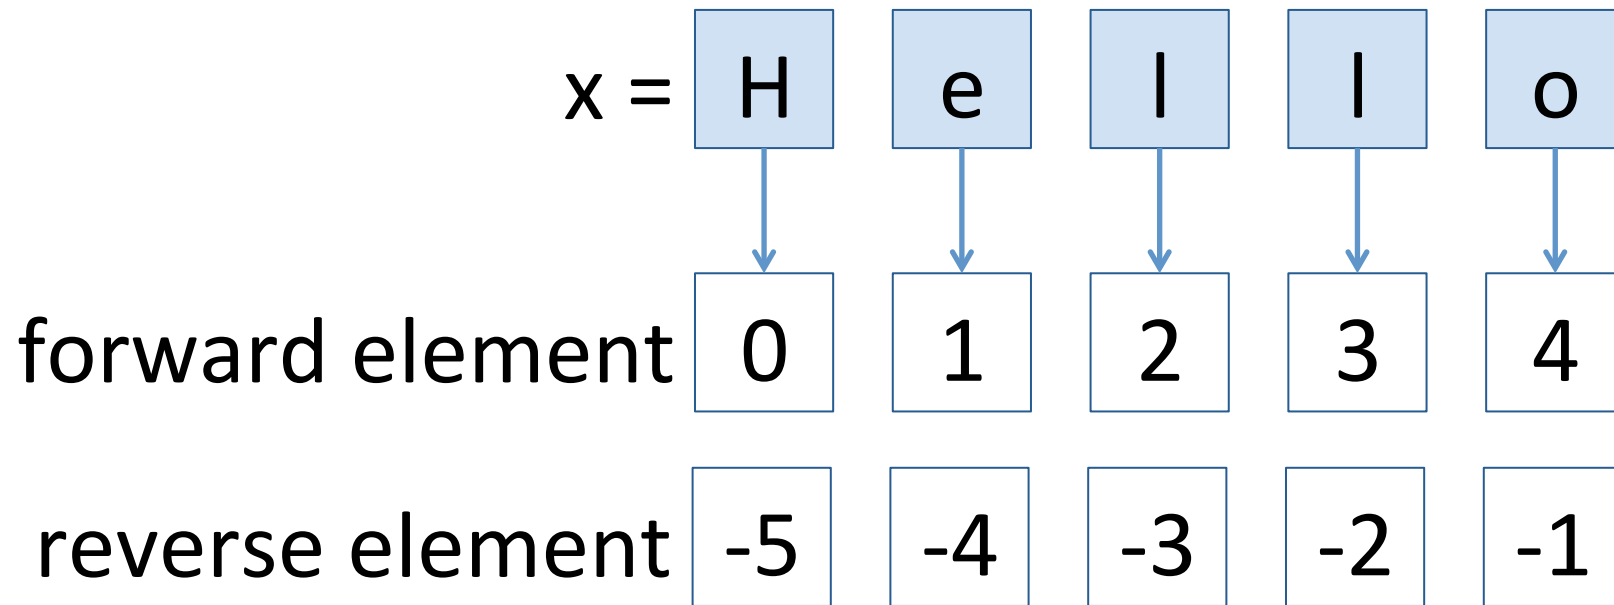 x = H e l l o
forward element 0 1 2 3 4
reverse element -5 -4 -3 -2 -1